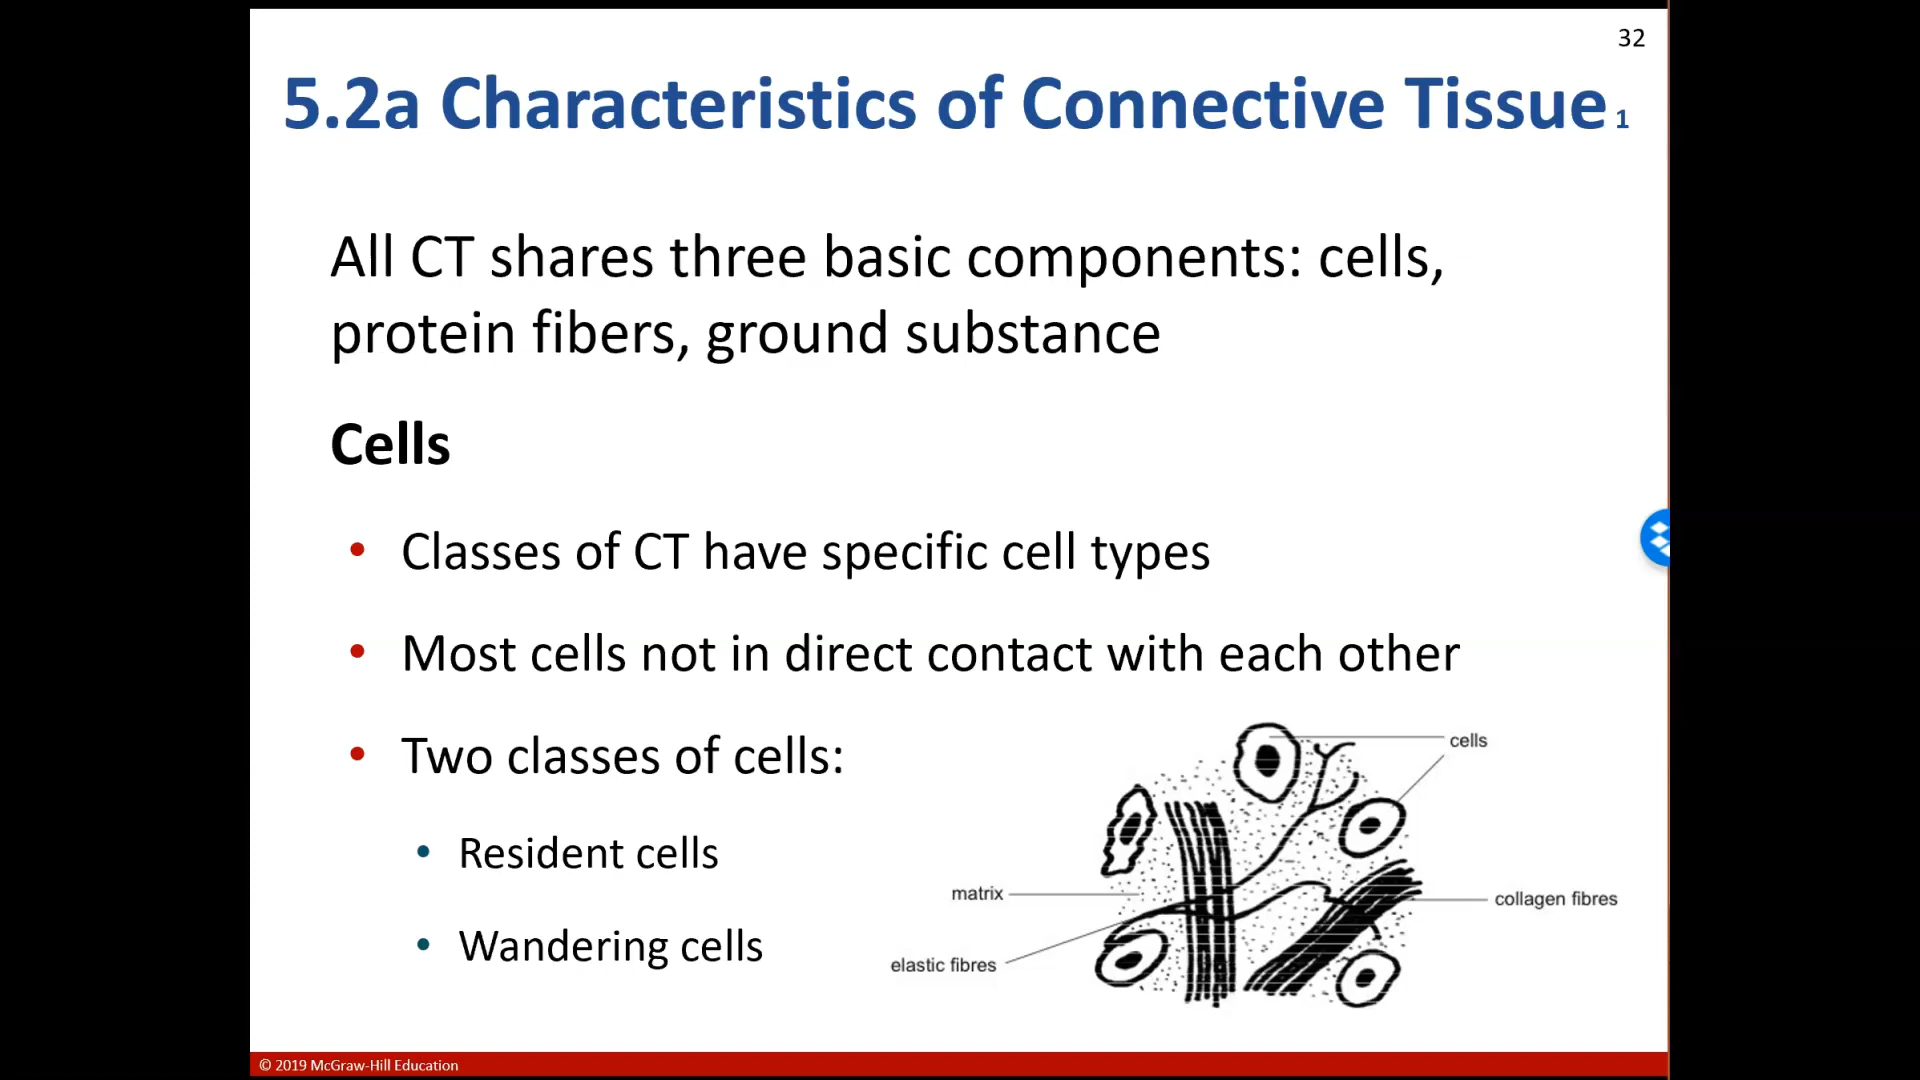 32
5.2a Characteristics of Connective Tissue 1
All CT shares three basic components: cells,
protein fibers, ground substance
Cells
• Classes of CT have specific cell types
• Most cells not in direct contact with each other
• Two classes of cells:
• Resident cells
• Wandering cells
cells
matrix
collagen fibres
elastic fibres
© 2019 McGraw-Hill Education